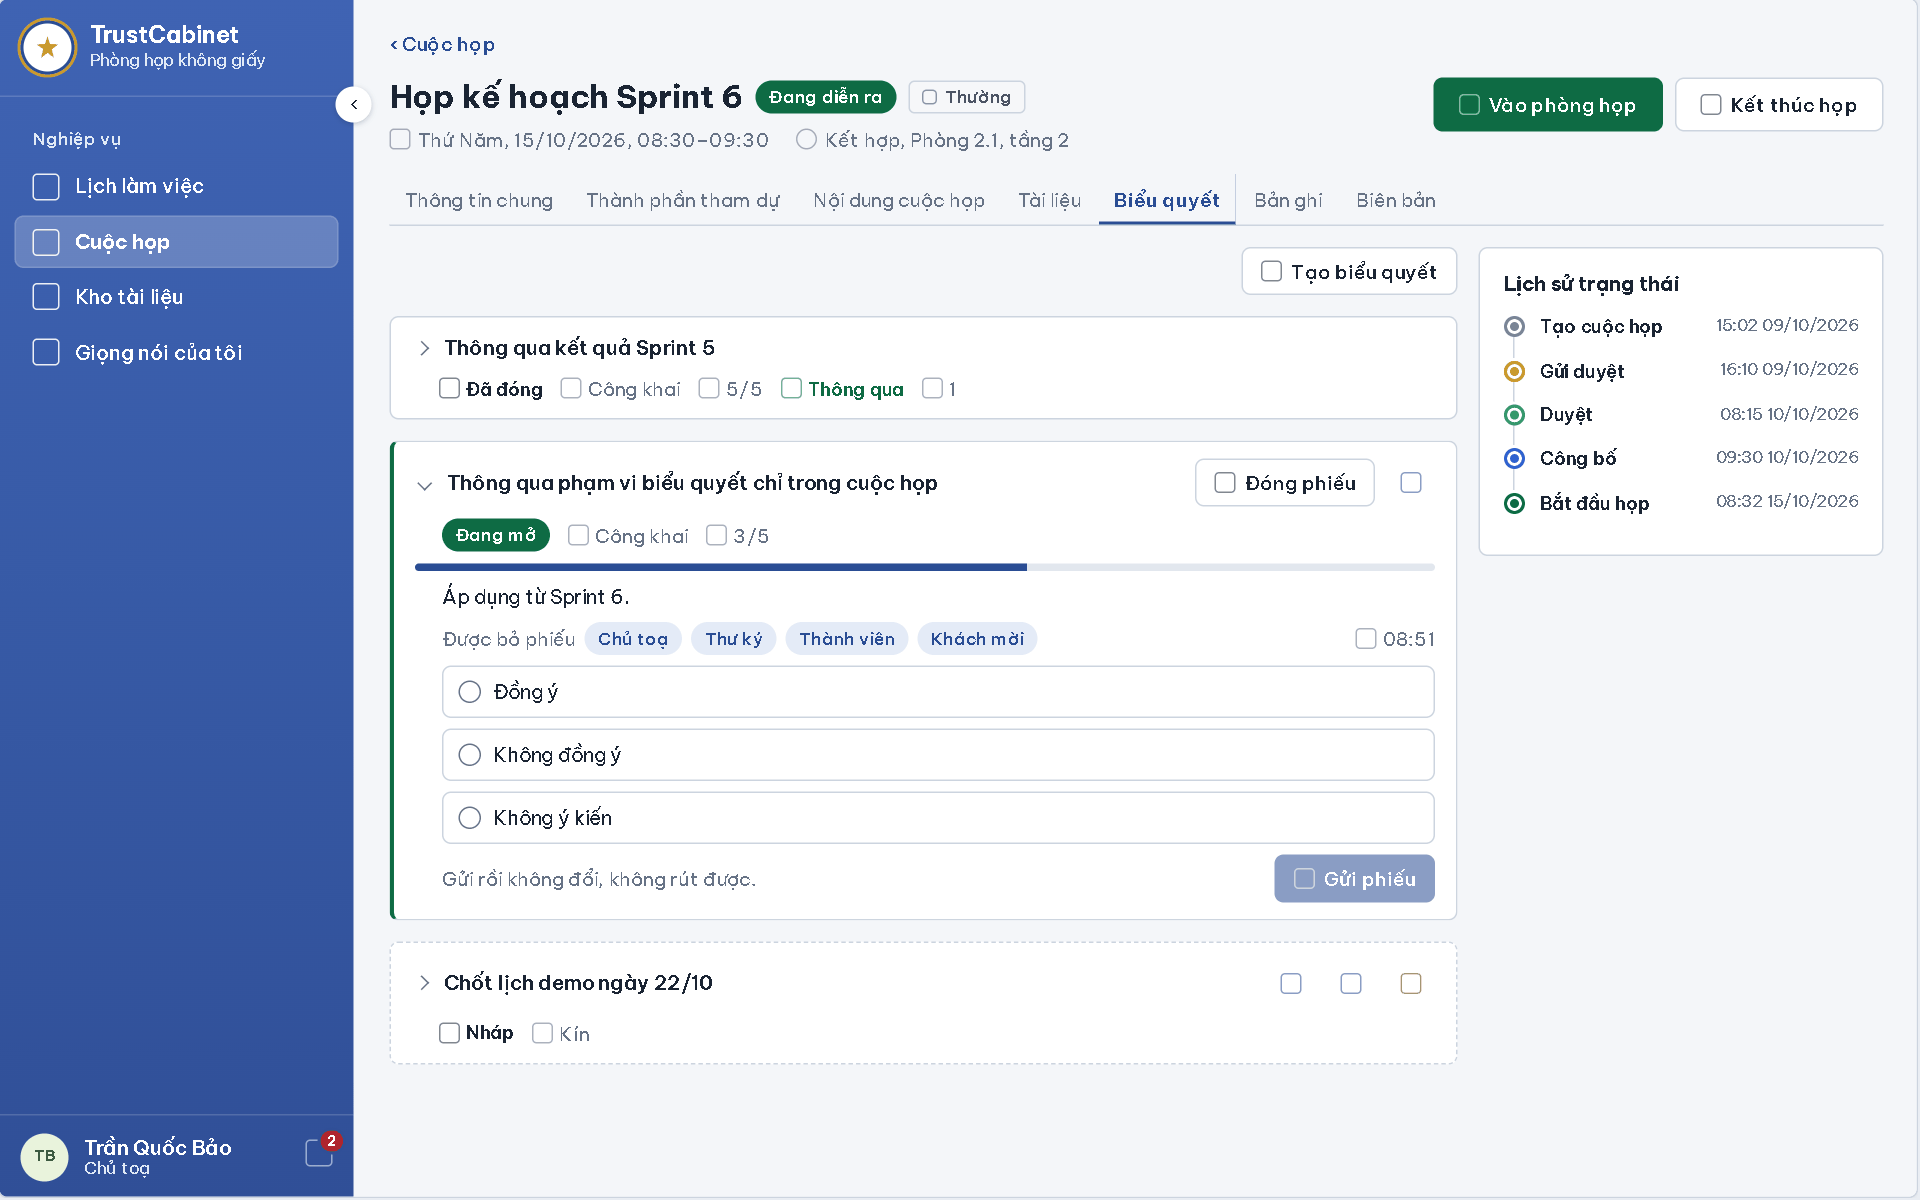 TrustCabinet
Phòng họp không giấy
Nghiệp vụ
Lịch làm việc
Cuộc họp
Kho tài liệu
Giọng nói của tôi
TB
Trần Quốc Bảo
Chủ toạ
2
Cuộc họp
Họp kế hoạch Sprint 6
Đang diễn ra
Thường
Vào phòng họp
Kết thúc họp
Thứ Năm, 15/10/2026, 08:30–09:30
Kết hợp, Phòng 2.1, tầng 2
Thông tin chung
Thành phần tham dự
Nội dung cuộc họp
Tài liệu
Biểu quyết
Bản ghi
Biên bản
Tạo biểu quyết
Thông qua kết quả Sprint 5
Đã đóng
Công khai
5/5
Thông qua
1
Thông qua phạm vi biểu quyết chỉ trong cuộc họp
Đóng phiếu
Đang mở
Công khai
3/5
Áp dụng từ Sprint 6.
Được bỏ phiếu
Chủ toạ
Thư ký
Thành viên
Khách mời
08:51
Đồng ý
Không đồng ý
Không ý kiến
Gửi rồi không đổi, không rút được.
Gửi phiếu
Chốt lịch demo ngày 22/10
Nháp
Kín
Lịch sử trạng thái
Tạo cuộc họp 15:02 09/10/2026
Gửi duyệt 16:10 09/10/2026
Duyệt 08:15 10/10/2026
Công bố 09:30 10/10/2026
Bắt đầu họp 08:32 15/10/2026